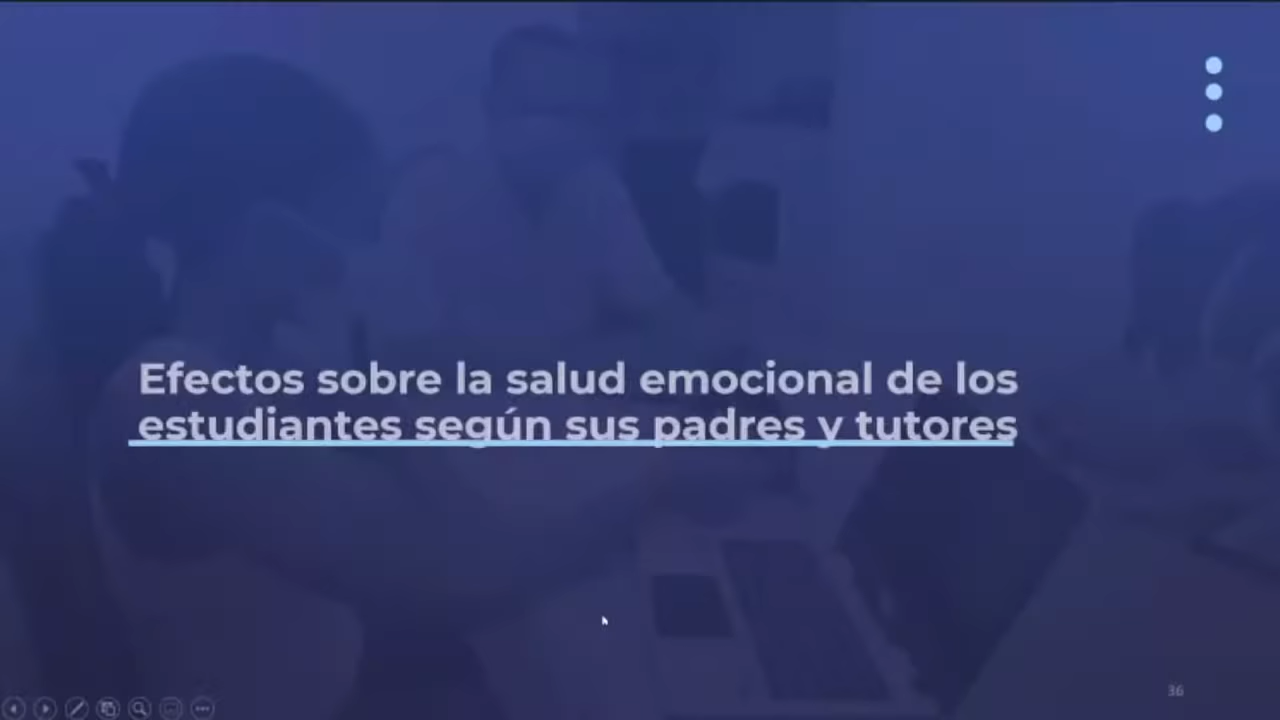 Efectos sobre la salud emocional de los
estudiantes según sus padres y tutores
36